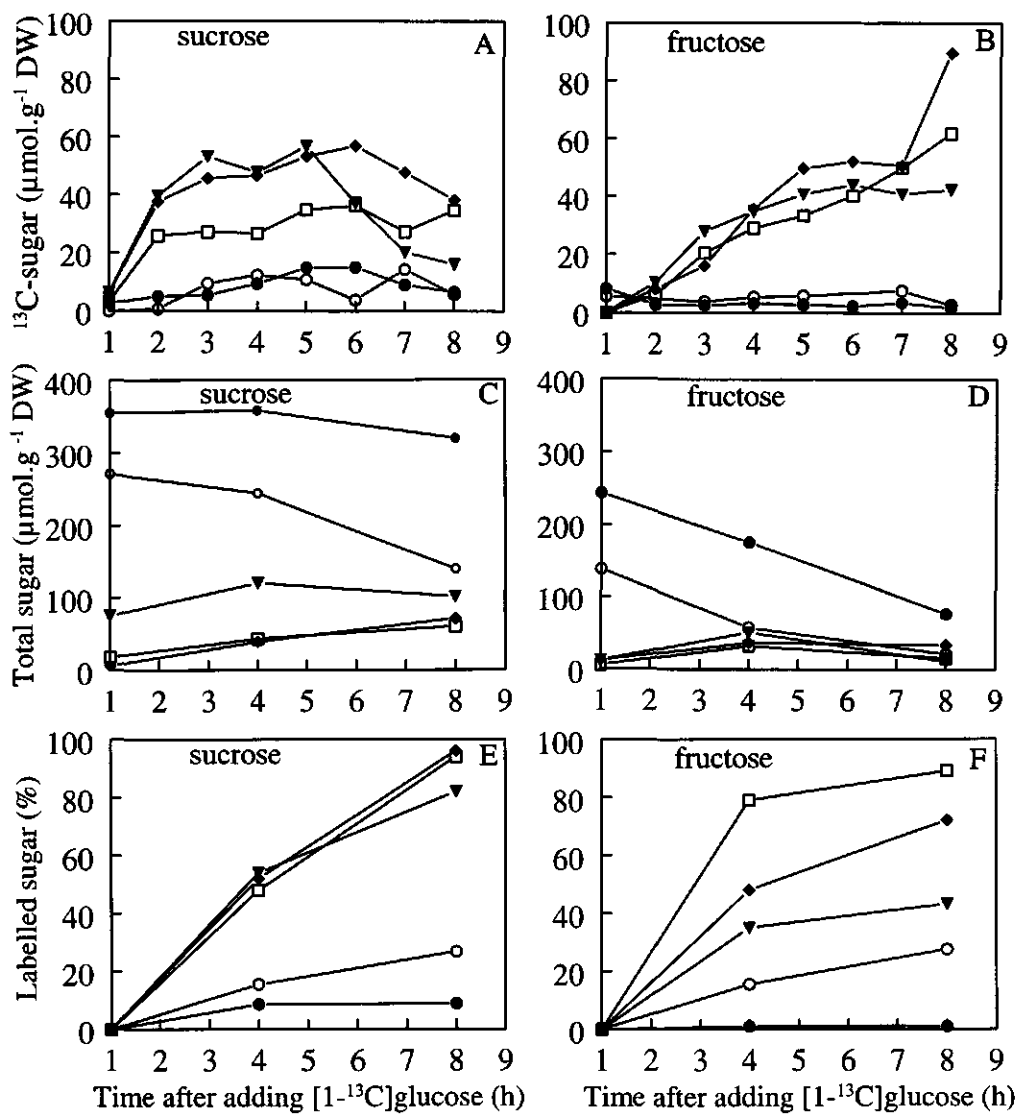 sucrose A
¹³C-sugar (µmol.g⁻¹ DW)
100
80
60
40
20
0
1 2 3 4 5 6 7 8 9
fructose B
100
80
60
40
20
0
1 2 3 4 5 6 7 8 9
sucrose C
Total sugar (µmol.g⁻¹ DW)
400
300
200
100
0
1 2 3 4 5 6 7 8 9
fructose D
400
300
200
100
0
1 2 3 4 5 6 7 8 9
sucrose E
Labelled sugar (%)
100
80
60
40
20
0
1 2 3 4 5 6 7 8 9
fructose F
100
80
60
40
20
0
1 2 3 4 5 6 7 8 9
Time after adding [1-¹³C]glucose (h)
Time after adding [1-¹³C]glucose (h)